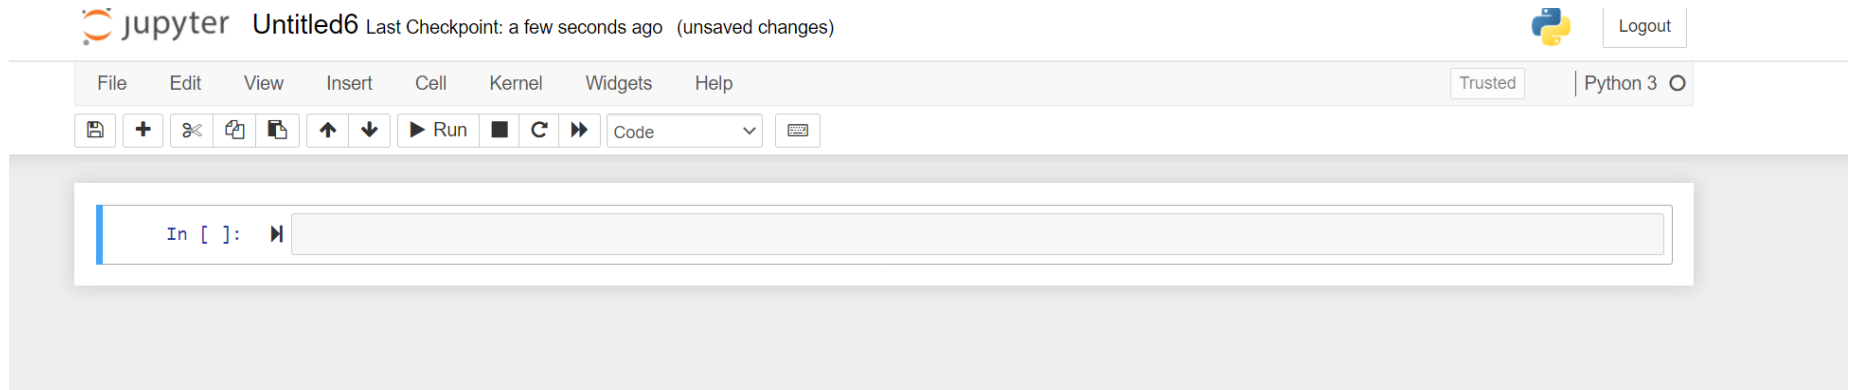 jupyter Untitled6 Last Checkpoint: a few seconds ago (unsaved changes) Logout
File Edit View Insert Cell Kernel Widgets Help Trusted Python 3
Run Code
In [ ]: